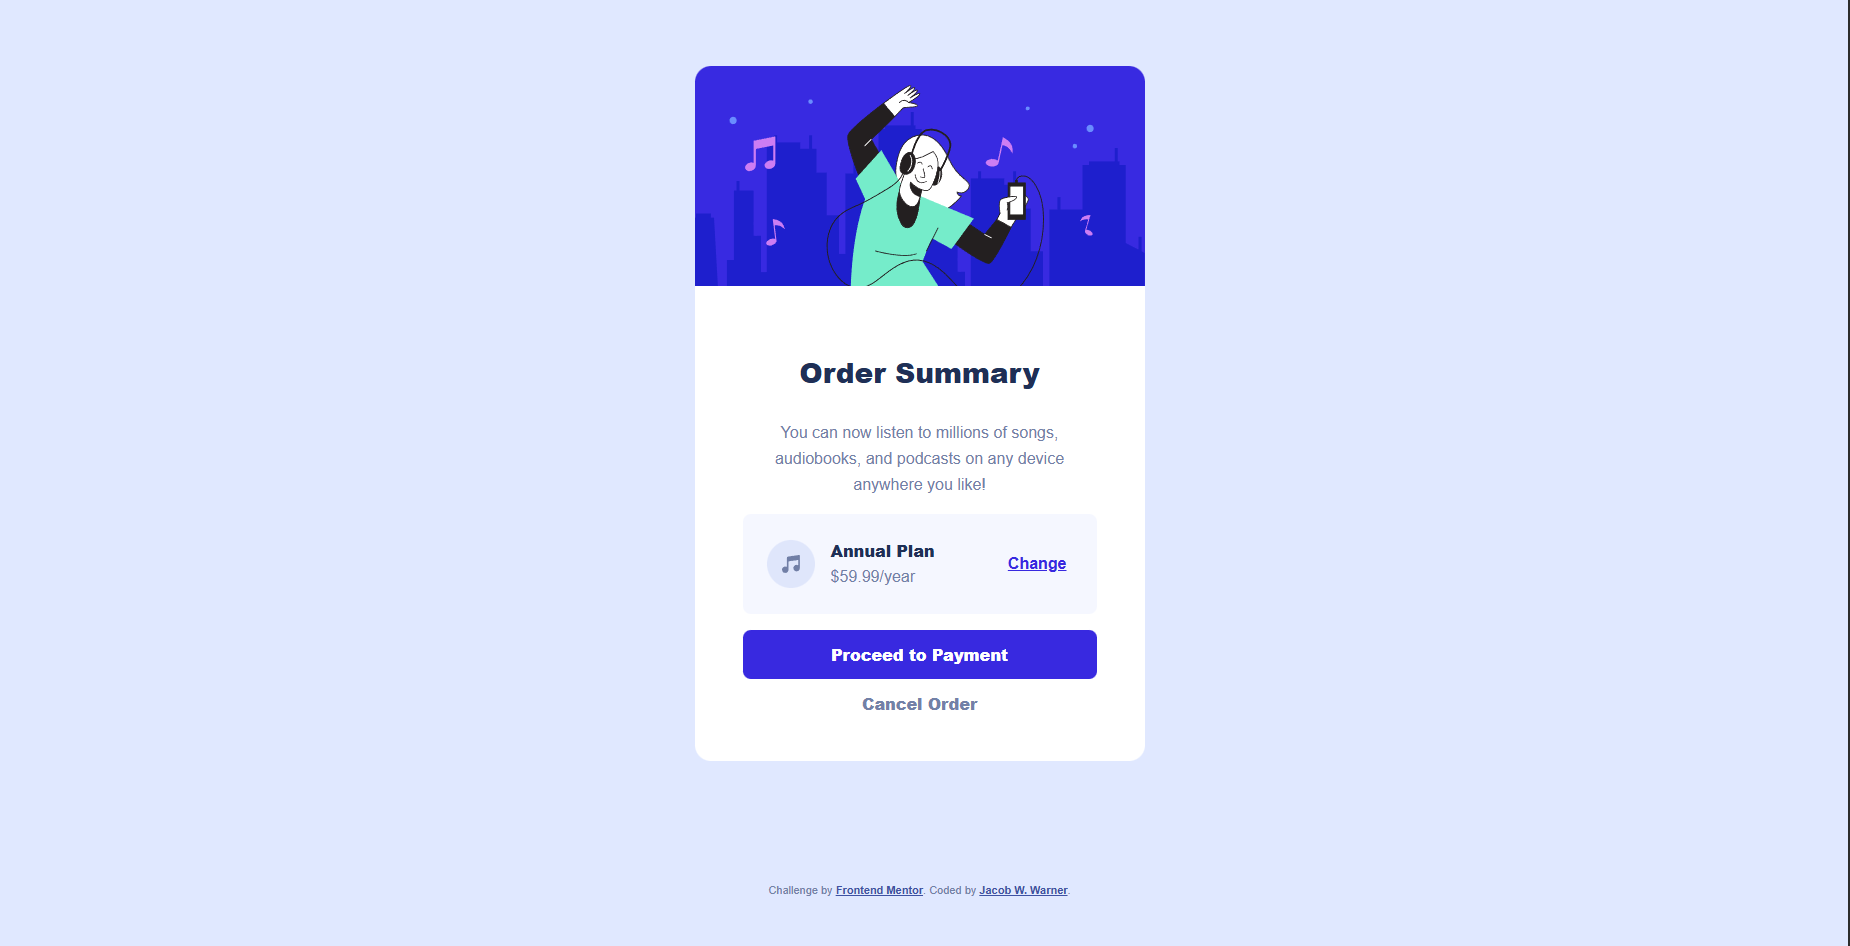 Order Summary
You can now listen to millions of songs,
audiobooks, and podcasts on any device
anywhere you like!
Annual Plan
$59.99/year
Change
Proceed to Payment
Cancel Order
Challenge by Frontend Mentor. Coded by Jacob W. Warner.